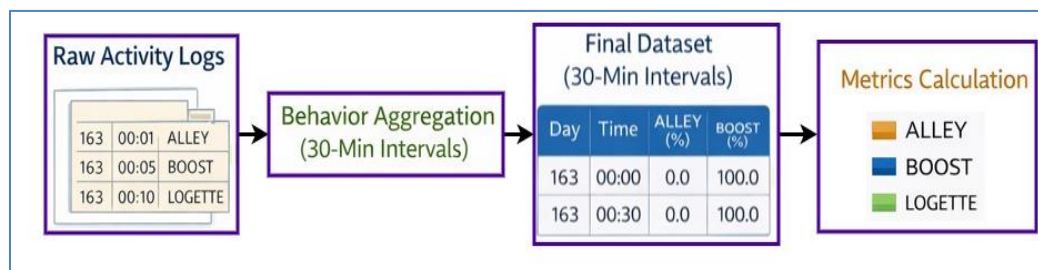 Raw Activity Logs
163 00:01 ALLEY
163 00:05 BOOST
163 00:10 LOGETTE
Behavior Aggregation
(30-Min Intervals)
Final Dataset
(30-Min Intervals)
Day Time ALLEY (%) BOOST (%)
163 00:00 0.0 100.0
163 00:30 0.0 100.0
Metrics Calculation
ALLEY
BOOST
LOGETTE